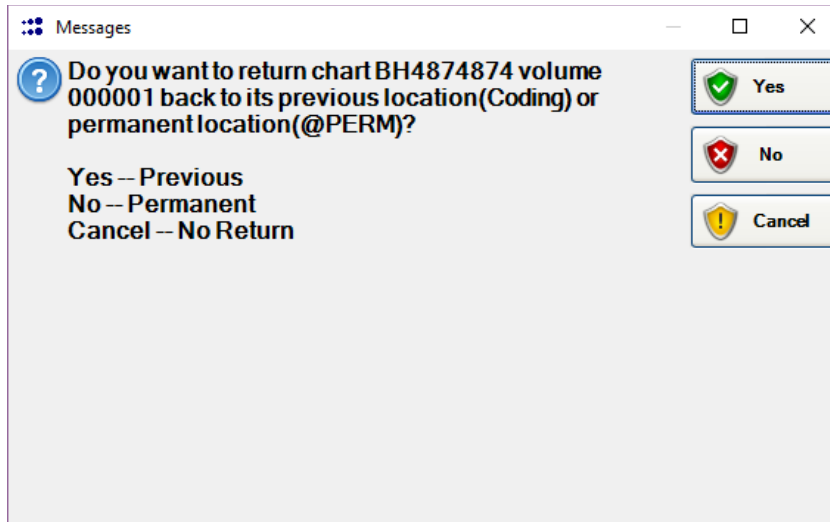 Messages
Do you want to return chart BH4874874 volume
000001 back to its previous location(Coding) or
permanent location(@PERM)?
Yes -- Previous
No -- Permanent
Cancel -- No Return
Yes
No
Cancel